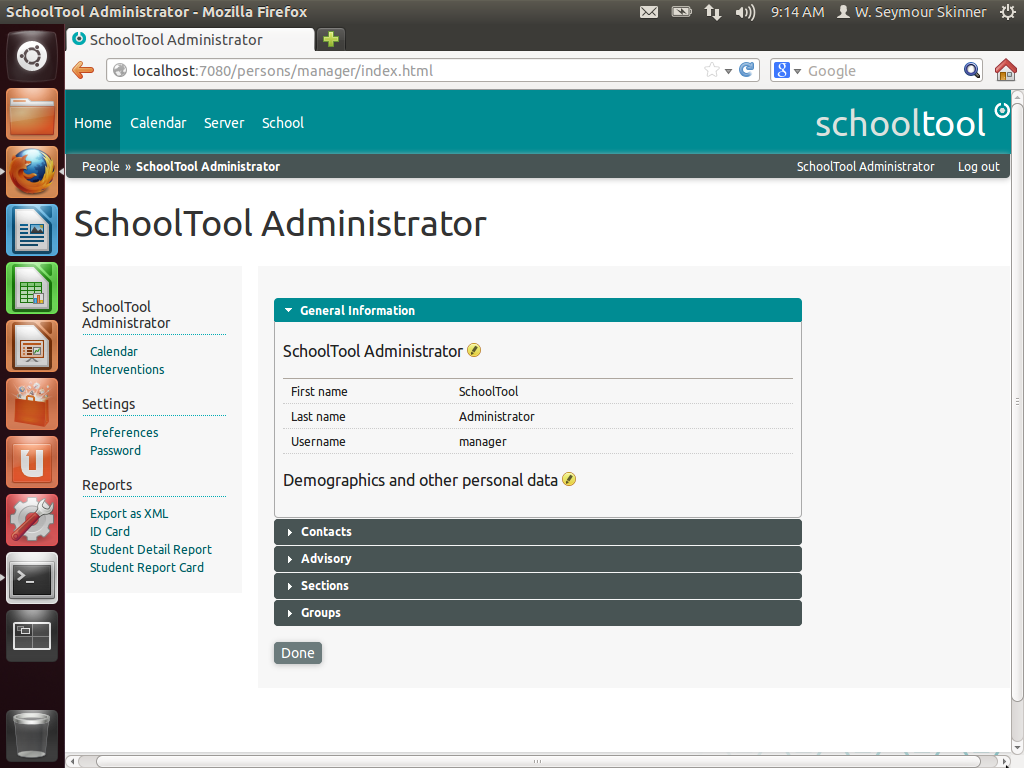 SchoolTool Administrator - Mozilla Firefox
9:14 AM W. Seymour Skinner
SchoolTool Administrator
localhost:7080/persons/manager/index.html
8 Google
Home Calendar Server School
schooltool
People » SchoolTool Administrator
SchoolTool Administrator Log out
SchoolTool Administrator
SchoolTool
Administrator
Calendar
Interventions
Settings
Preferences
Password
Reports
Export as XML
ID Card
Student Detail Report
Student Report Card
General Information
SchoolTool Administrator
First name SchoolTool
Last name Administrator
Username manager
Demographics and other personal data
Contacts
Advisory
Sections
Groups
Done